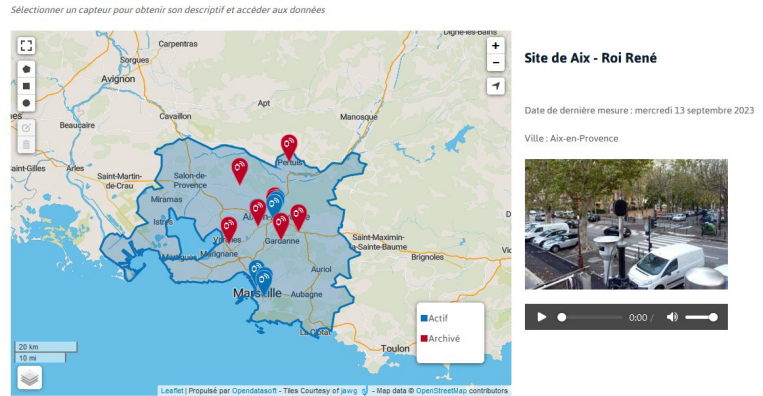 Sélectionner un capteur pour obtenir son descriptif et accéder aux données
Digne-les-Bains
Carpentras
Sorgues
Avignon
Apt
Manosque
Cavaillon
Beaucaire
Pertuis
aint-Gilles
Arles
Saint-Martin-
de-Crau
Salon-de-
Provence
Miramas
Istres
Saint-Maximin-
la-Sainte-Baume
Gardanne
Marignane
Martigues
Brignoles
Auriol
Marseille
Aubagne
La Ciotat
Toulon
+
−
Actif
Archivé
20 km
10 mi
Leaflet | Propulsé par Opendatasoft - Tiles Courtesy of jawg - Map data © OpenStreetMap contributors
Site de Aix - Roi René
Date de dernière mesure : mercredi 13 septembre 2023
Ville : Aix-en-Provence
0:00 /